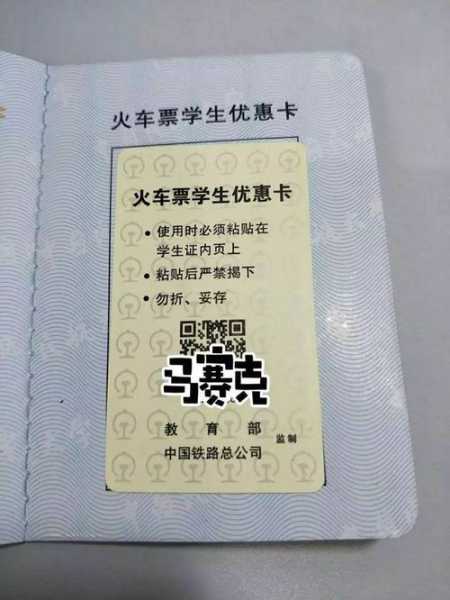 火车票学生优惠卡
火车票学生优惠卡
• 使用时必须粘贴在
学生证内页上
• 粘贴后严禁揭下
• 勿折、妥存
马赛克
教育部
中国铁路总公司
监制